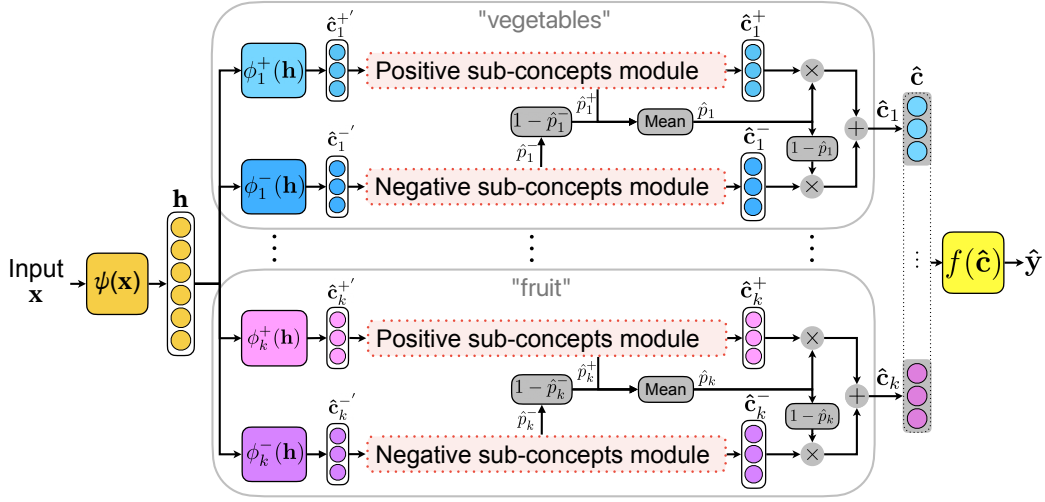 "vegetables"
ĉ₁⁺′
ĉ₁⁺
ϕ₁⁺(h)
Positive sub-concepts module
×
ĉ
1 − p̂₁⁻
p̂₁⁺
Mean
p̂₁
+
ĉ₁
ĉ₁⁻′
p̂₁⁻
ĉ₁⁻
1 − p̂₁
ϕ₁⁻(h)
Negative sub-concepts module
×
h
Input
x
ψ(x)
f(ĉ)
ŷ
"fruit"
ĉₖ⁺′
ĉₖ⁺
ϕₖ⁺(h)
Positive sub-concepts module
×
1 − p̂ₖ⁻
p̂ₖ⁺
Mean
p̂ₖ
+
ĉₖ
ĉₖ⁻′
p̂ₖ⁻
ĉₖ⁻
1 − p̂ₖ
ϕₖ⁻(h)
Negative sub-concepts module
×